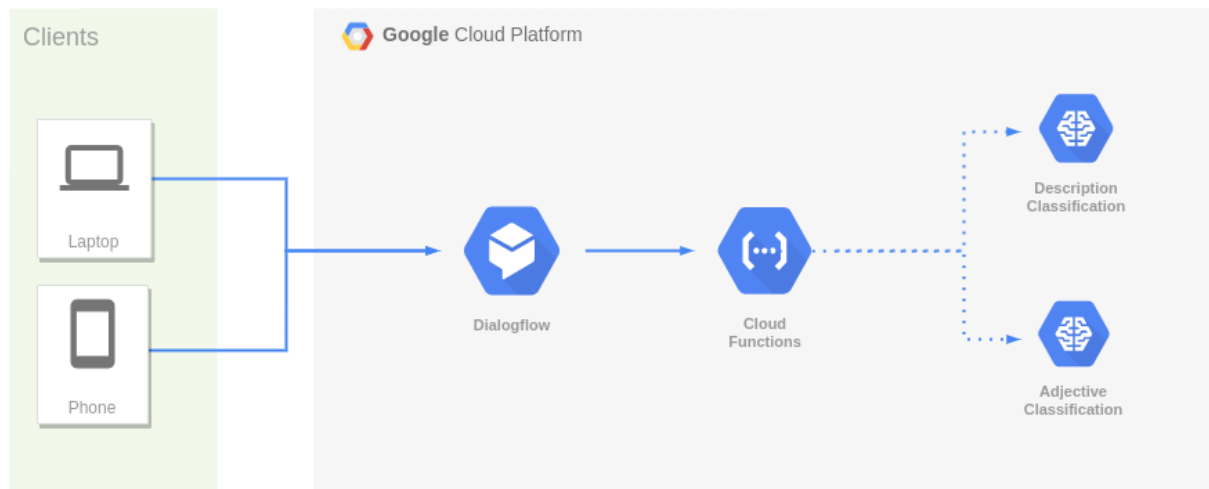 Clients
Google Cloud Platform
Laptop
Phone
Dialogflow
Cloud
Functions
Description
Classification
Adjective
Classification